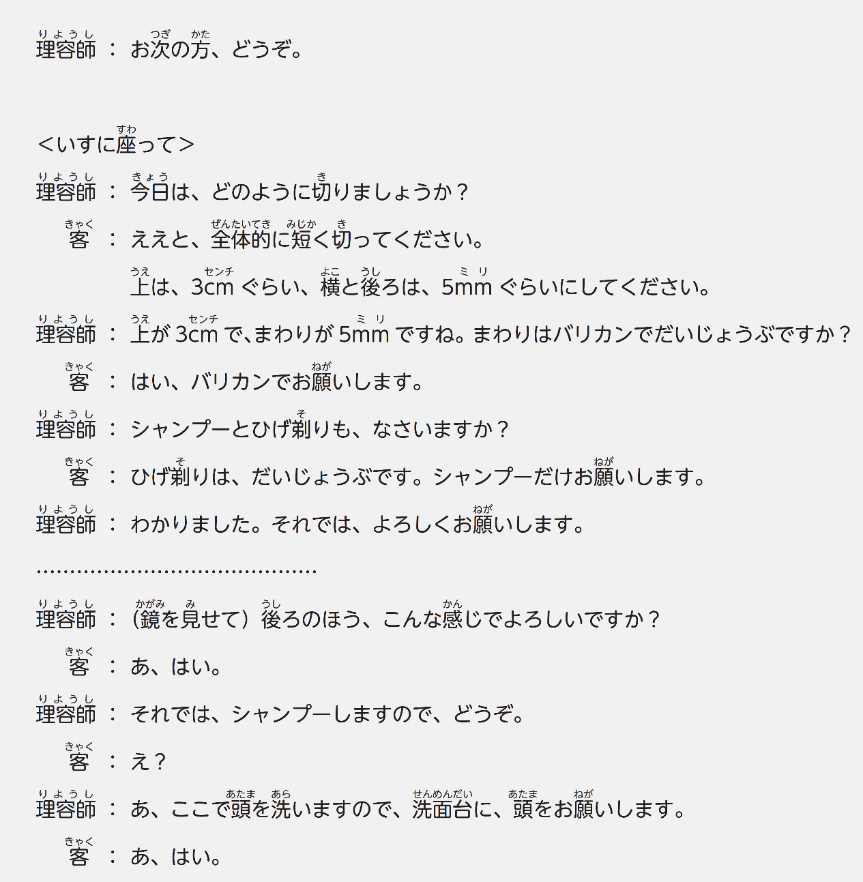 理容師：お次の方、どうぞ。
＜いすに座って＞
理容師：今日は、どのように切りましょうか？
客：ええと、全体的に短く切ってください。
上は、3cmぐらい、横と後ろは、5mmぐらいにしてください。
理容師：上が3cmで、まわりが5mmですね。まわりはバリカンでだいじょうぶですか？
客：はい、バリカンでお願いします。
理容師：シャンプーとひげ剃りも、なさいますか？
客：ひげ剃りは、だいじょうぶです。シャンプーだけお願いします。
理容師：わかりました。それでは、よろしくお願いします。
……………………………………
理容師：（鏡を見せて）後ろのほう、こんな感じでよろしいですか？
客：あ、はい。
理容師：それでは、シャンプーしますので、どうぞ。
客：え？
理容師：あ、ここで頭を洗いますので、洗面台に、頭をお願いします。
客：あ、はい。